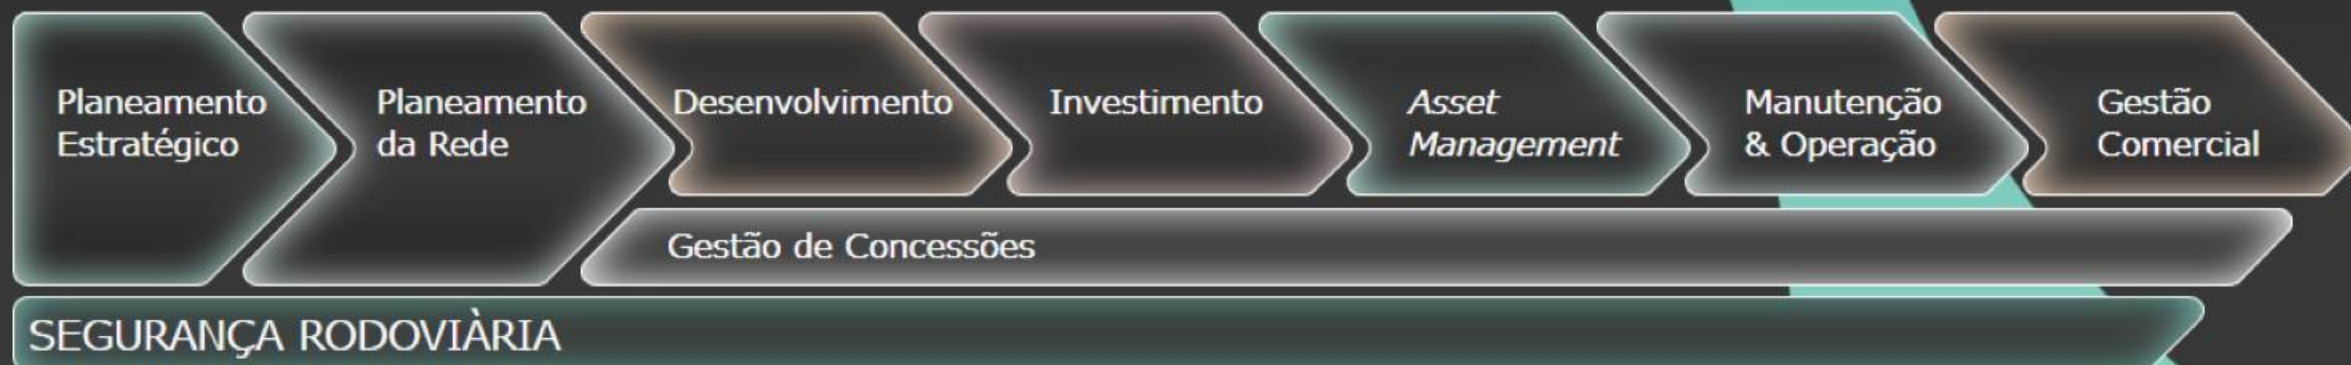 Planeamento
Estratégico
Planeamento
da Rede
Desenvolvimento
Investimento
Asset
Management
Manutenção
& Operação
Gestão
Comercial
Gestão de Concessões
SEGURANÇA RODOVIÀRIA